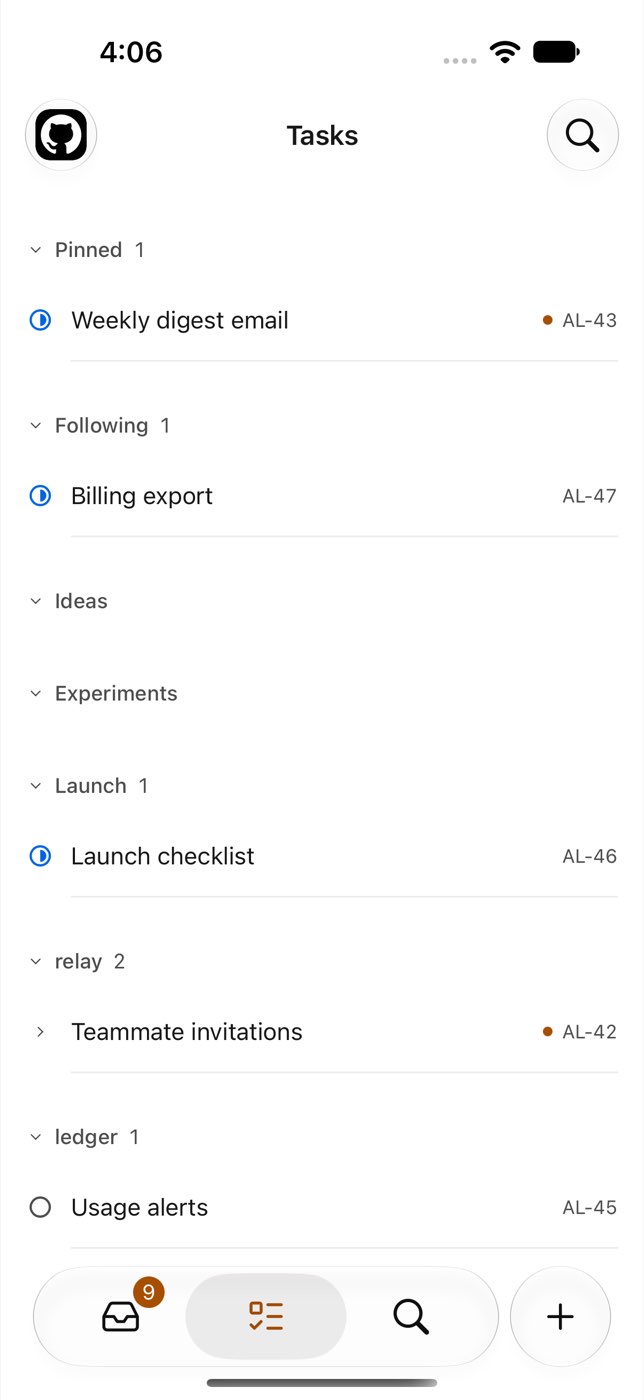 4:06
Tasks
Pinned 1
Weekly digest email AL-43
Following 1
Billing export AL-47
Ideas
Experiments
Launch 1
Launch checklist AL-46
relay 2
Teammate invitations AL-42
ledger 1
Usage alerts AL-45
9